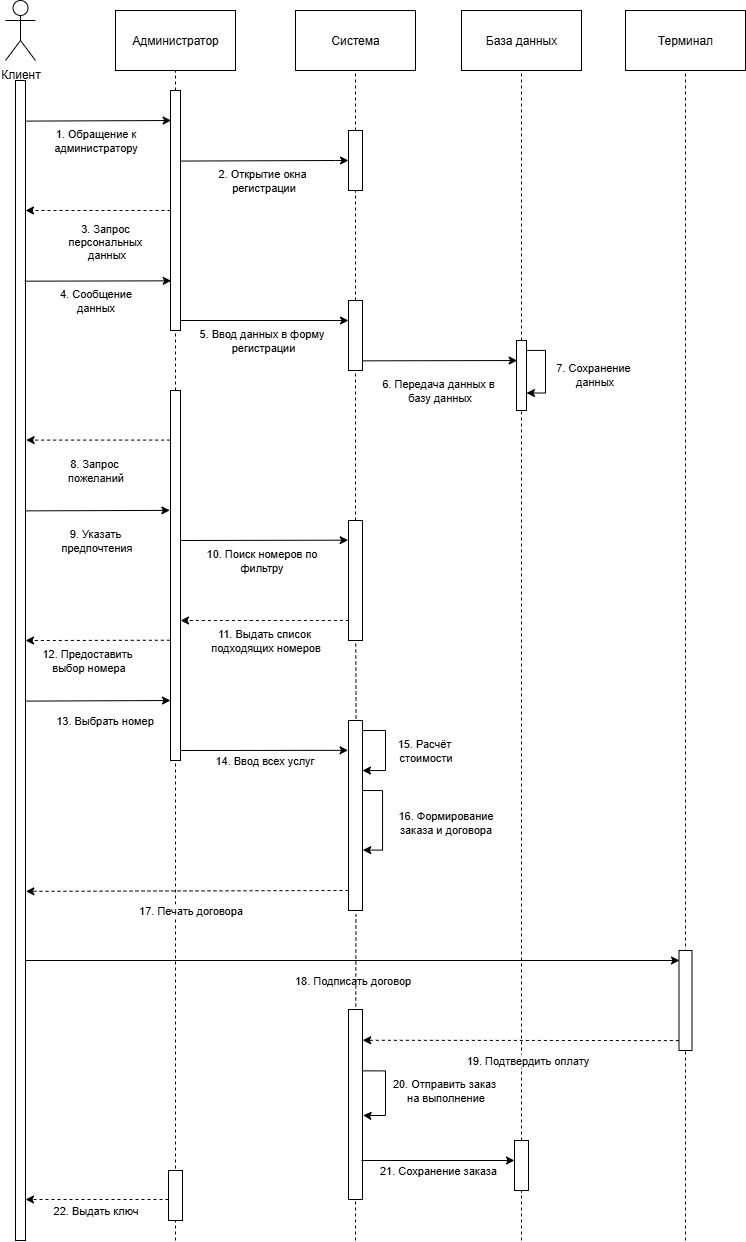 Клиент
Администратор
Система
База данных
Терминал
1. Обращение к
администратору
2. Открытие окна
регистрации
3. Запрос
персональных
данных
4. Сообщение
данных
5. Ввод данных в форму
регистрации
6. Передача данных в
базу данных
7. Сохранение
данных
8. Запрос
пожеланий
9. Указать
предпочтения
10. Поиск номеров по
фильтру
11. Выдать список
подходящих номеров
12. Предоставить
выбор номера
13. Выбрать номер
14. Ввод всех услуг
15. Расчёт
стоимости
16. Формирование
заказа и договора
17. Печать договора
18. Подписать договор
19. Подтвердить оплату
20. Отправить заказ
на выполнение
21. Сохранение заказа
22. Выдать ключ